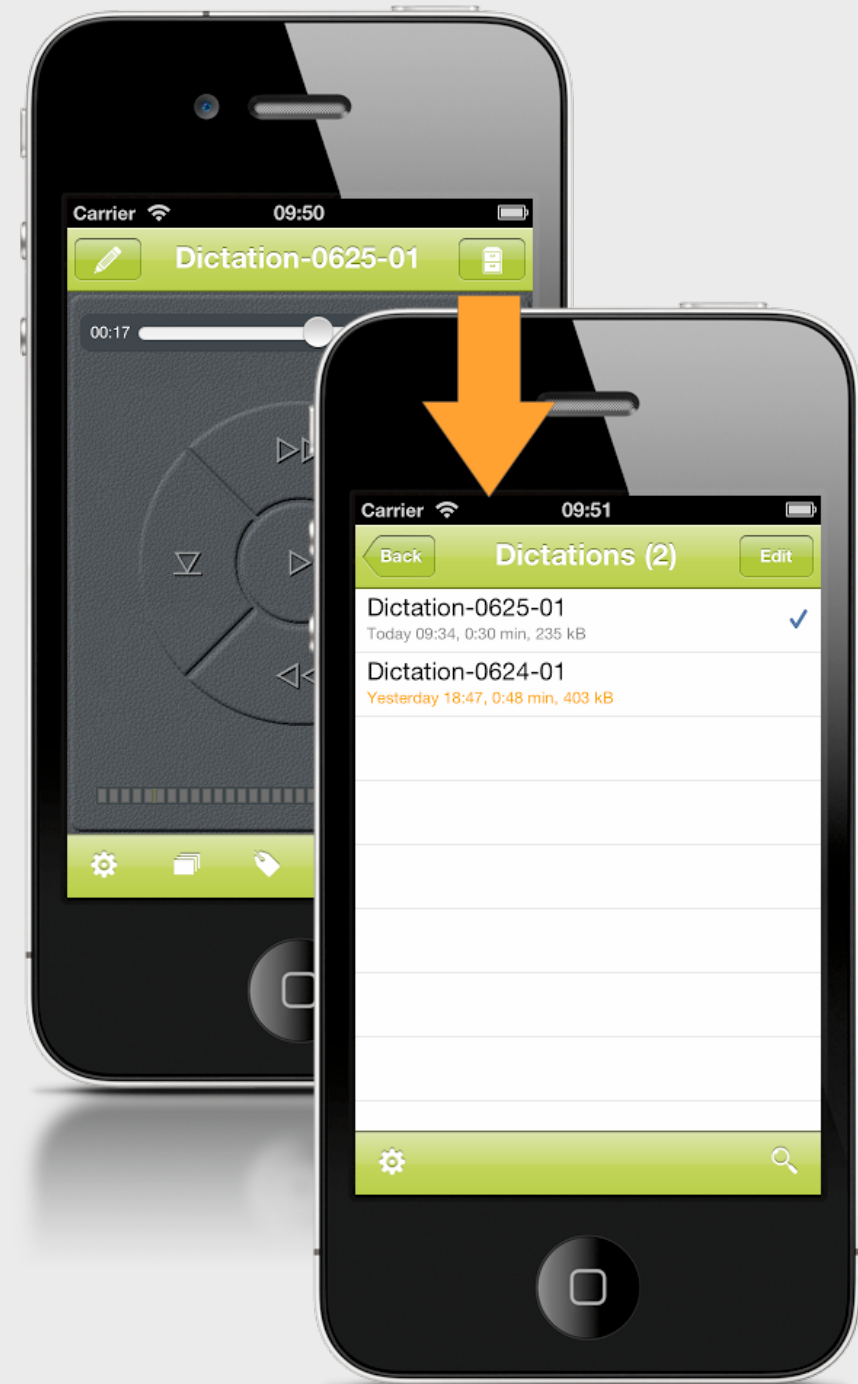 Carrier 09:50
Dictation-0625-01
00:17
Carrier 09:51
Back Dictations (2) Edit
Dictation-0625-01
Today 09:34, 0:30 min, 235 kB
Dictation-0624-01
Yesterday 18:47, 0:48 min, 403 kB